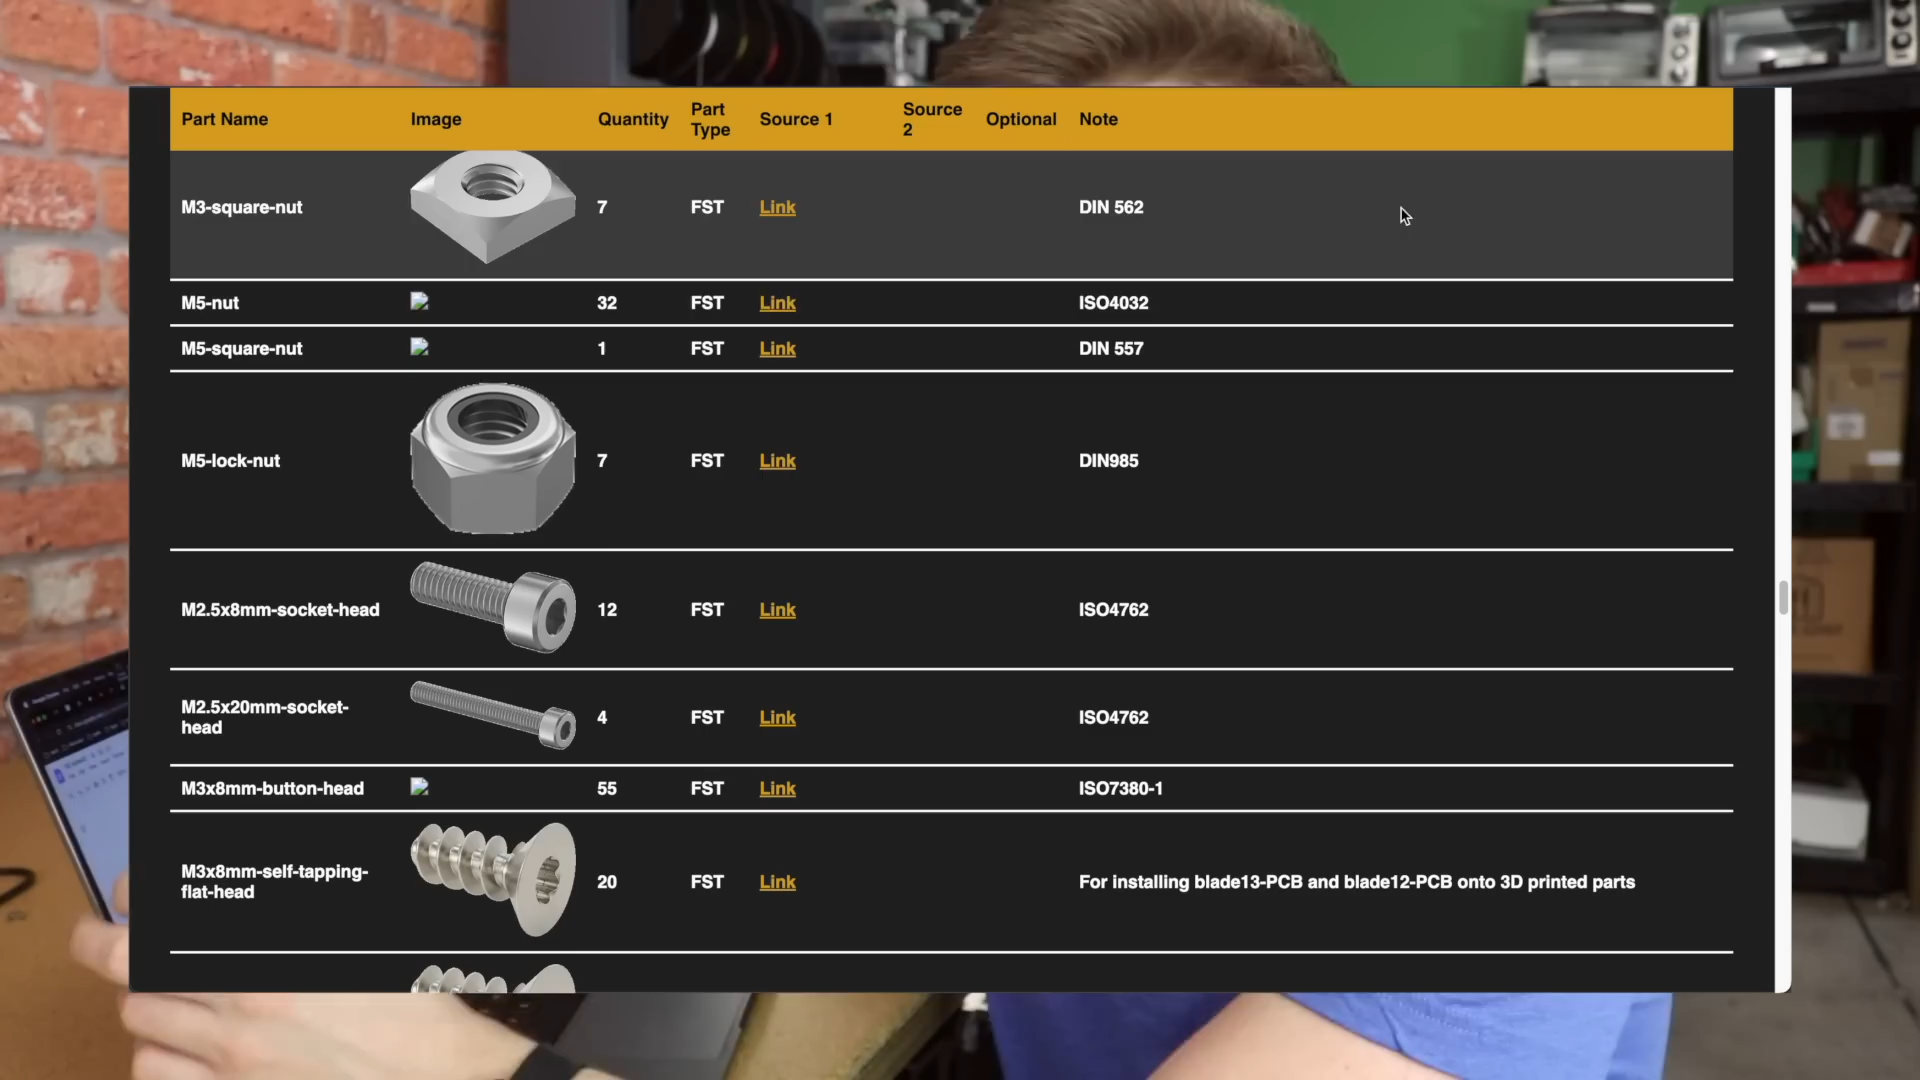 Part Name Image Quantity Part Type Source 1 Source 2 Optional Note
M3-square-nut 7 FST Link DIN 562
M5-nut 32 FST Link ISO4032
M5-square-nut 1 FST Link DIN 557
M5-lock-nut 7 FST Link DIN985
M2.5x8mm-socket-head 12 FST Link ISO4762
M2.5x20mm-socket-
head 4 FST Link ISO4762
M3x8mm-button-head 55 FST Link ISO7380-1
M3x8mm-self-tapping-
flat-head 20 FST Link For installing blade13-PCB and blade12-PCB onto 3D printed parts